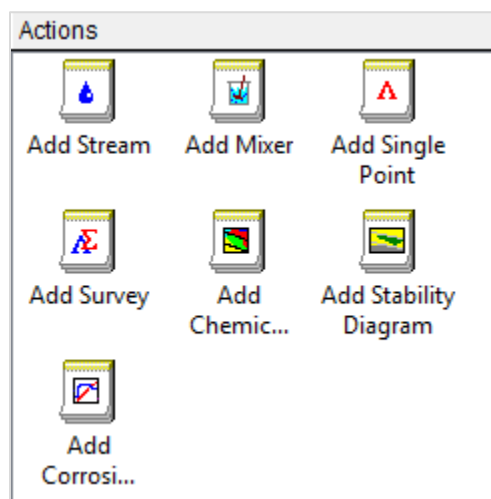 Actions
Add Stream
Add Mixer
Add Single
Point
Add Survey
Add
Chemic...
Add Stability
Diagram
Add
Corrosi...